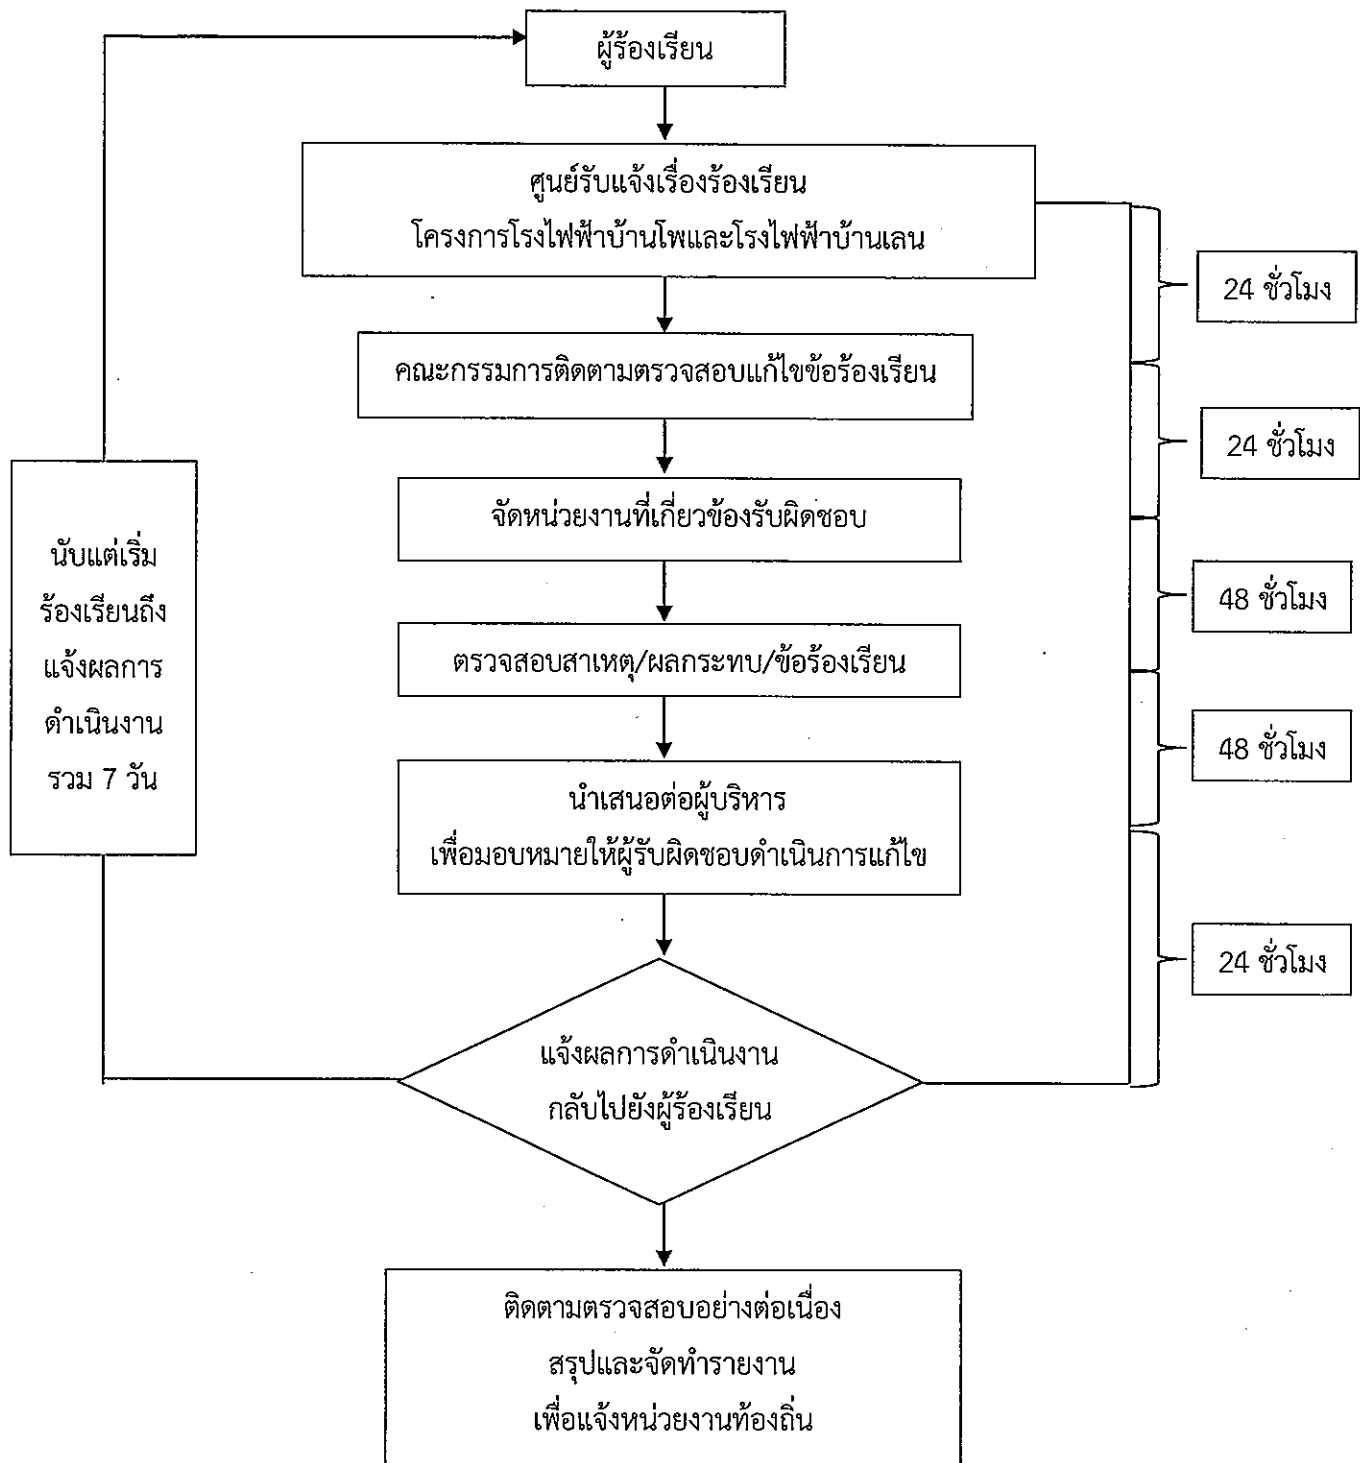 ผู้ร้องเรียน
ศูนย์รับแจ้งเรื่องร้องเรียน
โครงการโรงไฟฟ้าบ้านโพและโรงไฟฟ้าบ้านเลน
24 ชั่วโมง
คณะกรรมการติดตามตรวจสอบแก้ไขข้อร้องเรียน
24 ชั่วโมง
จัดหน่วยงานที่เกี่ยวข้องรับผิดชอบ
48 ชั่วโมง
ตรวจสอบสาเหตุ/ผลกระทบ/ข้อร้องเรียน
48 ชั่วโมง
นำเสนอต่อผู้บริหาร
เพื่อมอบหมายให้ผู้รับผิดชอบดำเนินการแก้ไข
24 ชั่วโมง
นับแต่เริ่ม
ร้องเรียนถึง
แจ้งผลการ
ดำเนินงาน
รวม 7 วัน
แจ้งผลการดำเนินงาน
กลับไปยังผู้ร้องเรียน
ติดตามตรวจสอบอย่างต่อเนื่อง
สรุปและจัดทำรายงาน
เพื่อแจ้งหน่วยงานท้องถิ่น